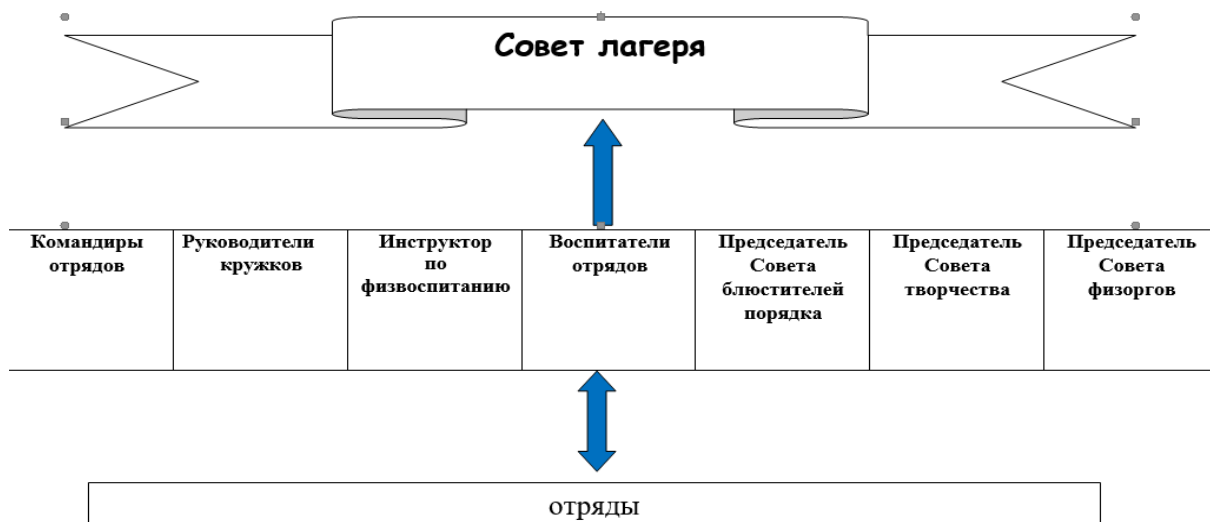 Совет лагеря
Командиры
отрядов
Руководители
кружков
Инструктор
по
физвоспитанию
Воспитатели
отрядов
Председатель
Совета
блюстителей
порядка
Председатель
Совета
творчества
Председатель
Совета
физоргов
отряды